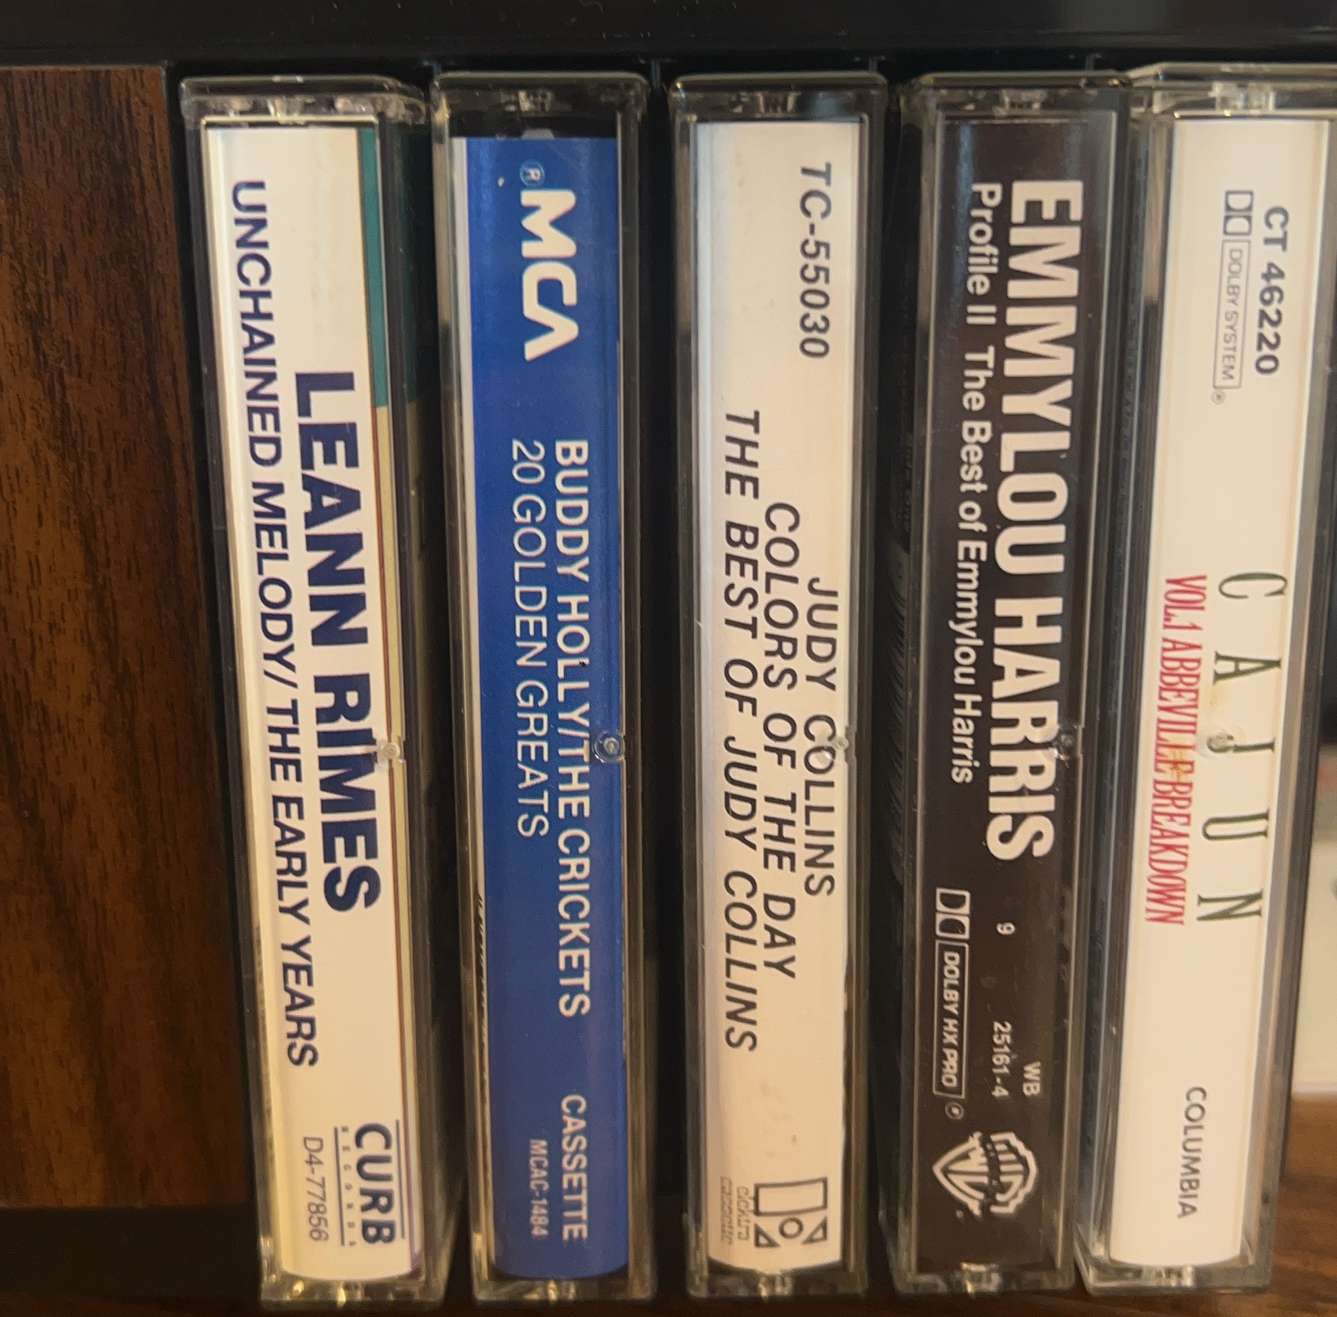 LEANN RIMES
UNCHAINED MELODY/ THE EARLY YEARS
CURB
RECORDS
D4-77856
® MCA
BUDDY HOLLY/THE CRICKETS
20 GOLDEN GREATS
CASSETTE
MCAC-1484
TC-55030
JUDY COLLINS
COLORS OF THE DAY
THE BEST OF JUDY COLLINS
elektra
cassette
EMMYLOU HARRIS
Profile II The Best of Emmylou Harris
9
WB
25161-4
DOLBY HX PRO
CT 46220
DOLBY SYSTEM ®
CAJUN
VOL.1 ABBEVILLE BREAKDOWN
COLUMBIA